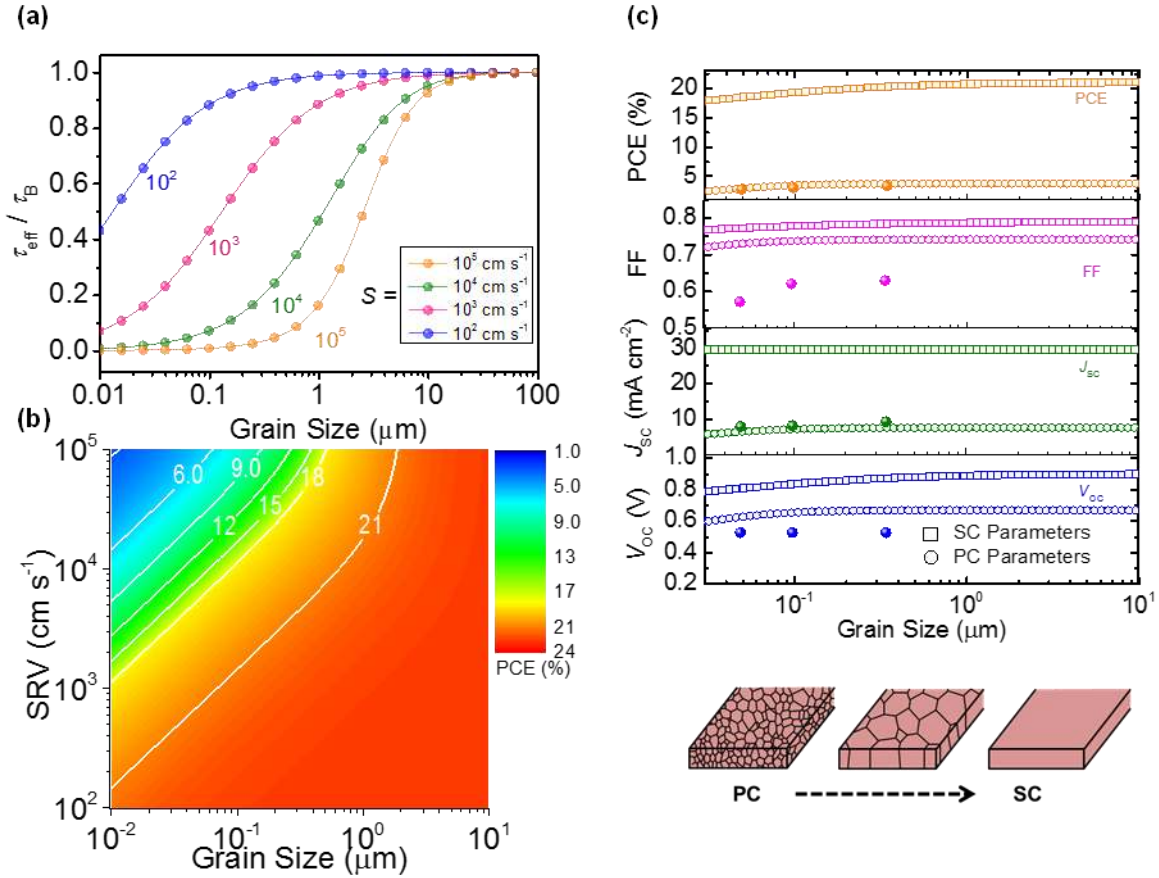 (a)
1.0
0.8
0.6
0.4
0.2
0.0
τeff / τB
10²
10³
10⁴
10⁵
S =
10⁵ cm s⁻¹
10⁴ cm s⁻¹
10³ cm s⁻¹
10² cm s⁻¹
0.01 0.1 1 10 100
Grain Size (μm)
(b)
10⁵
10⁴
10³
10²
SRV (cm s⁻¹)
6.0
9.0
12
15
18
21
1.0
5.0
9.0
13
17
21
24
PCE (%)
10⁻² 10⁻¹ 10⁰ 10¹
Grain Size (μm)
(c)
20
15
10
5
PCE (%)
PCE
0.8
0.7
0.6
0.5
FF
FF
30
20
10
JSC (mA cm⁻²)
Jsc
1.0
0.8
0.6
0.4
0.2
VOC (V)
Voc
SC Parameters
PC Parameters
10⁻¹ 10⁰ 10¹
Grain Size (μm)
PC SC